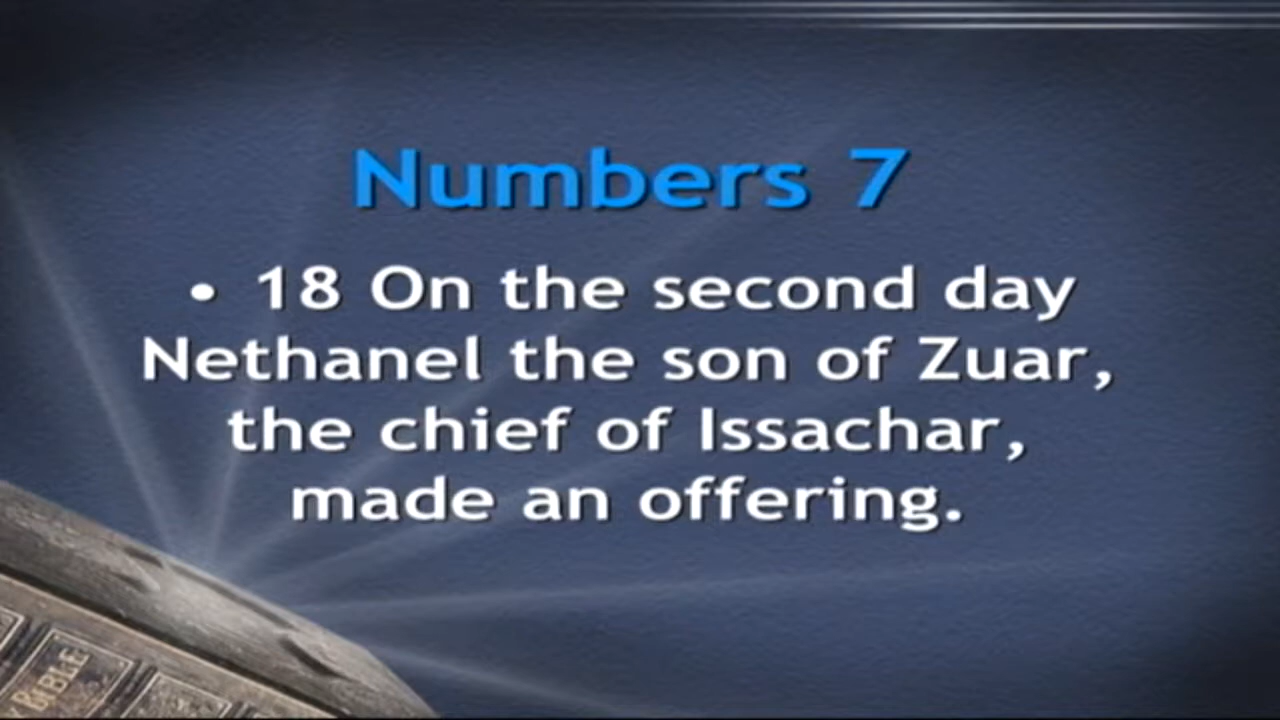 Numbers 7
• 18 On the second day
Nethanel the son of Zuar,
the chief of Issachar,
made an offering.
BIBLE